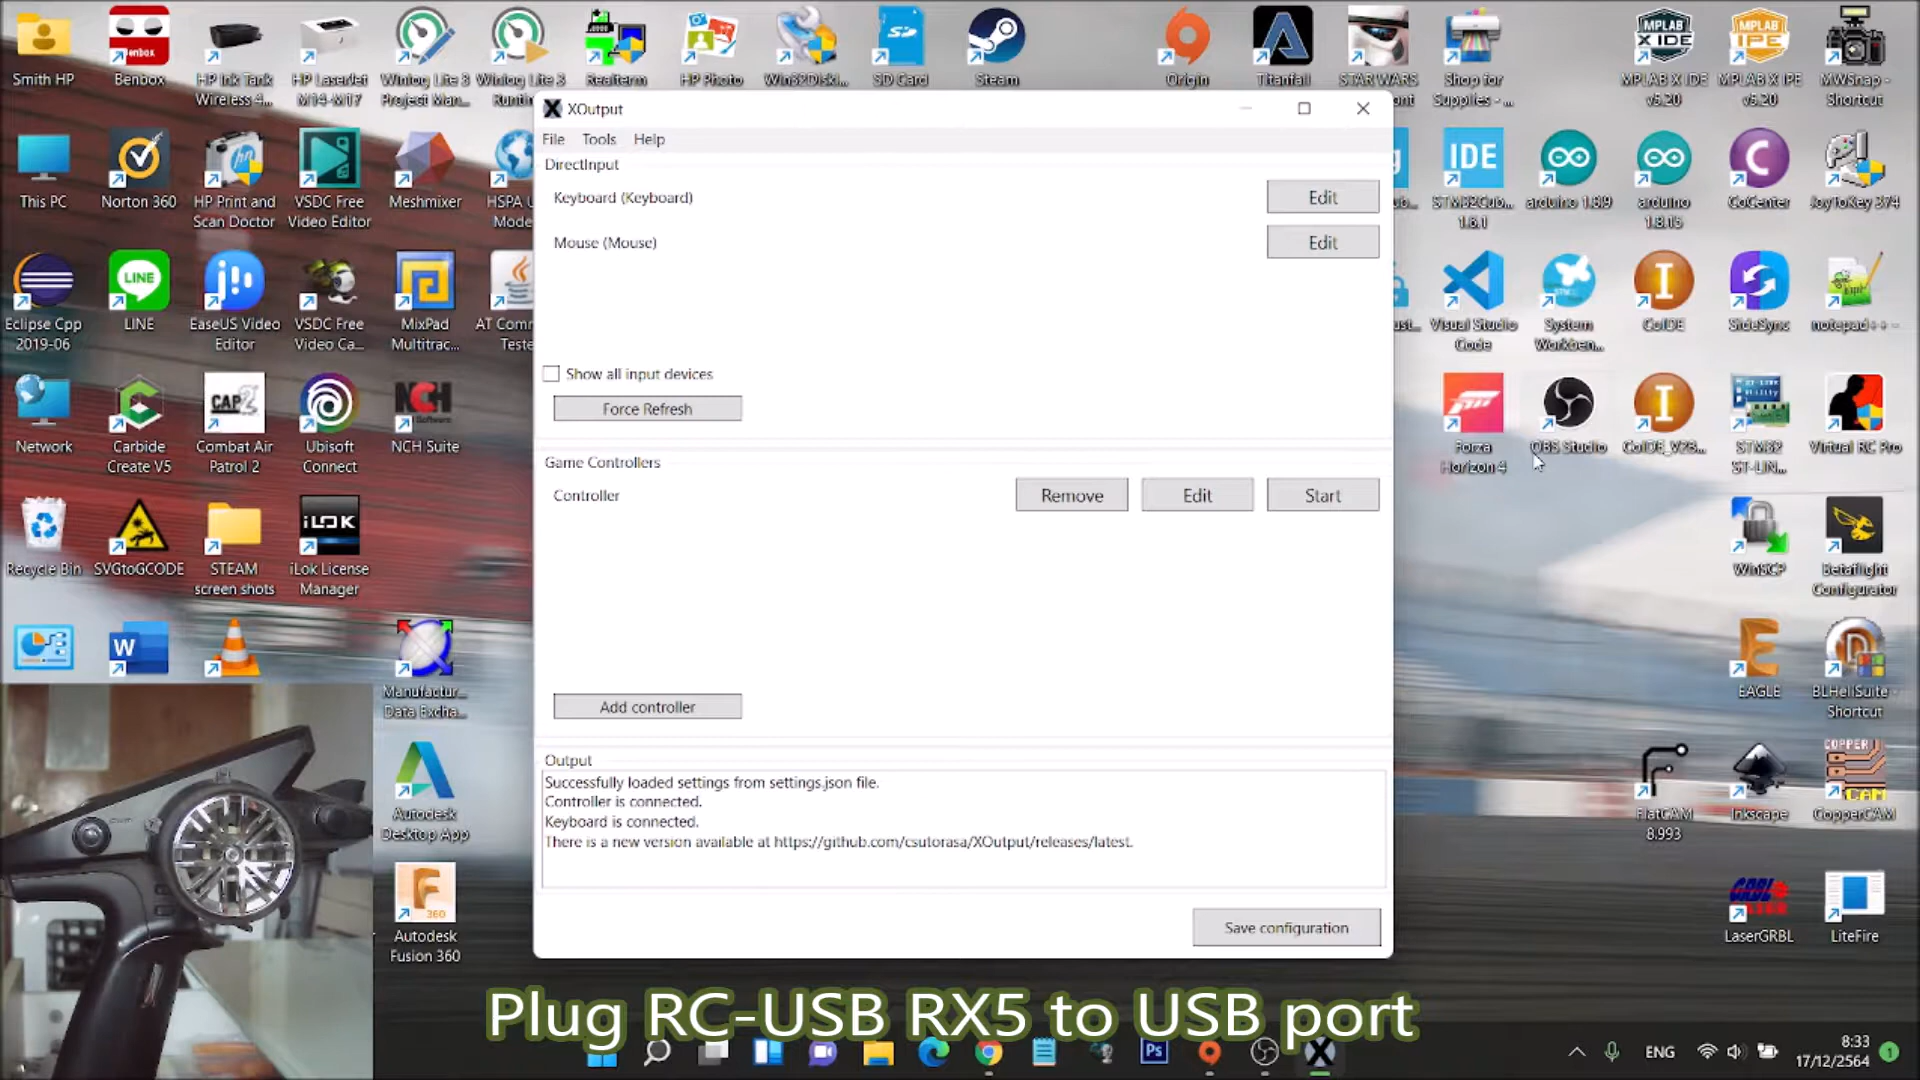 Smith HP
Benbox
HP Ink Tank
Wireless 4...
HP LaserJet
M14-M17
Winlog Lite 3
Project Man...
Winlog Lite 3
Runtim
Realterm
HP Photo
Win32Diski...
SD Card
Steam
Origin
Titanfall
STAR WARS
Shop for
Supplies - ...
MPLAB X IDE
v5.20
MPLAB X IPE
v5.20
MWSnap -
Shortcut
This PC
Norton 360
HP Print and
Scan Doctor
VSDC Free
Video Editor
Meshmixer
HSPA U
Mode
STM32Cub...
1.8.1
arduino 1.8.9
arduino
1.8.15
CoCenter
JoyToKey 374
Eclipse Cpp
2019-06
LINE
EaseUS Video
Editor
VSDC Free
Video Ca...
MixPad
Multitrac...
AT Comm
Teste
Visual Studio
Code
System
Workben...
CoIDE
SideSync
notepad++ -
Network
Carbide
Create V5
Combat Air
Patrol 2
Ubisoft
Connect
NCH Suite
Forza
Horizon 4
OBS Studio
CoIDE_V2B...
STM32
ST-LIN...
Virtual RC Pro
Recycle Bin
SVGtoGCODE
STEAM
screen shots
iLok License
Manager
WinSCP
Betaflight
Configurator
Manufactur...
Data Excha...
EAGLE
BLHeliSuite -
Shortcut
Autodesk
Desktop App
FlatCAM
8.993
Inkscape
CopperCAM
Autodesk
Fusion 360
LaserGRBL
LiteFire
XOutput
File Tools Help
DirectInput
Keyboard (Keyboard) Edit
Mouse (Mouse) Edit
Show all input devices
Force Refresh
Game Controllers
Controller Remove Edit Start
Add controller
Output
Successfully loaded settings from settings.json file.
Controller is connected.
Keyboard is connected.
There is a new version available at https://github.com/csutorasa/XOutput/releases/latest.
Save configuration
Plug RC-USB RX5 to USB port
ENG
8:33
17/12/2564
1